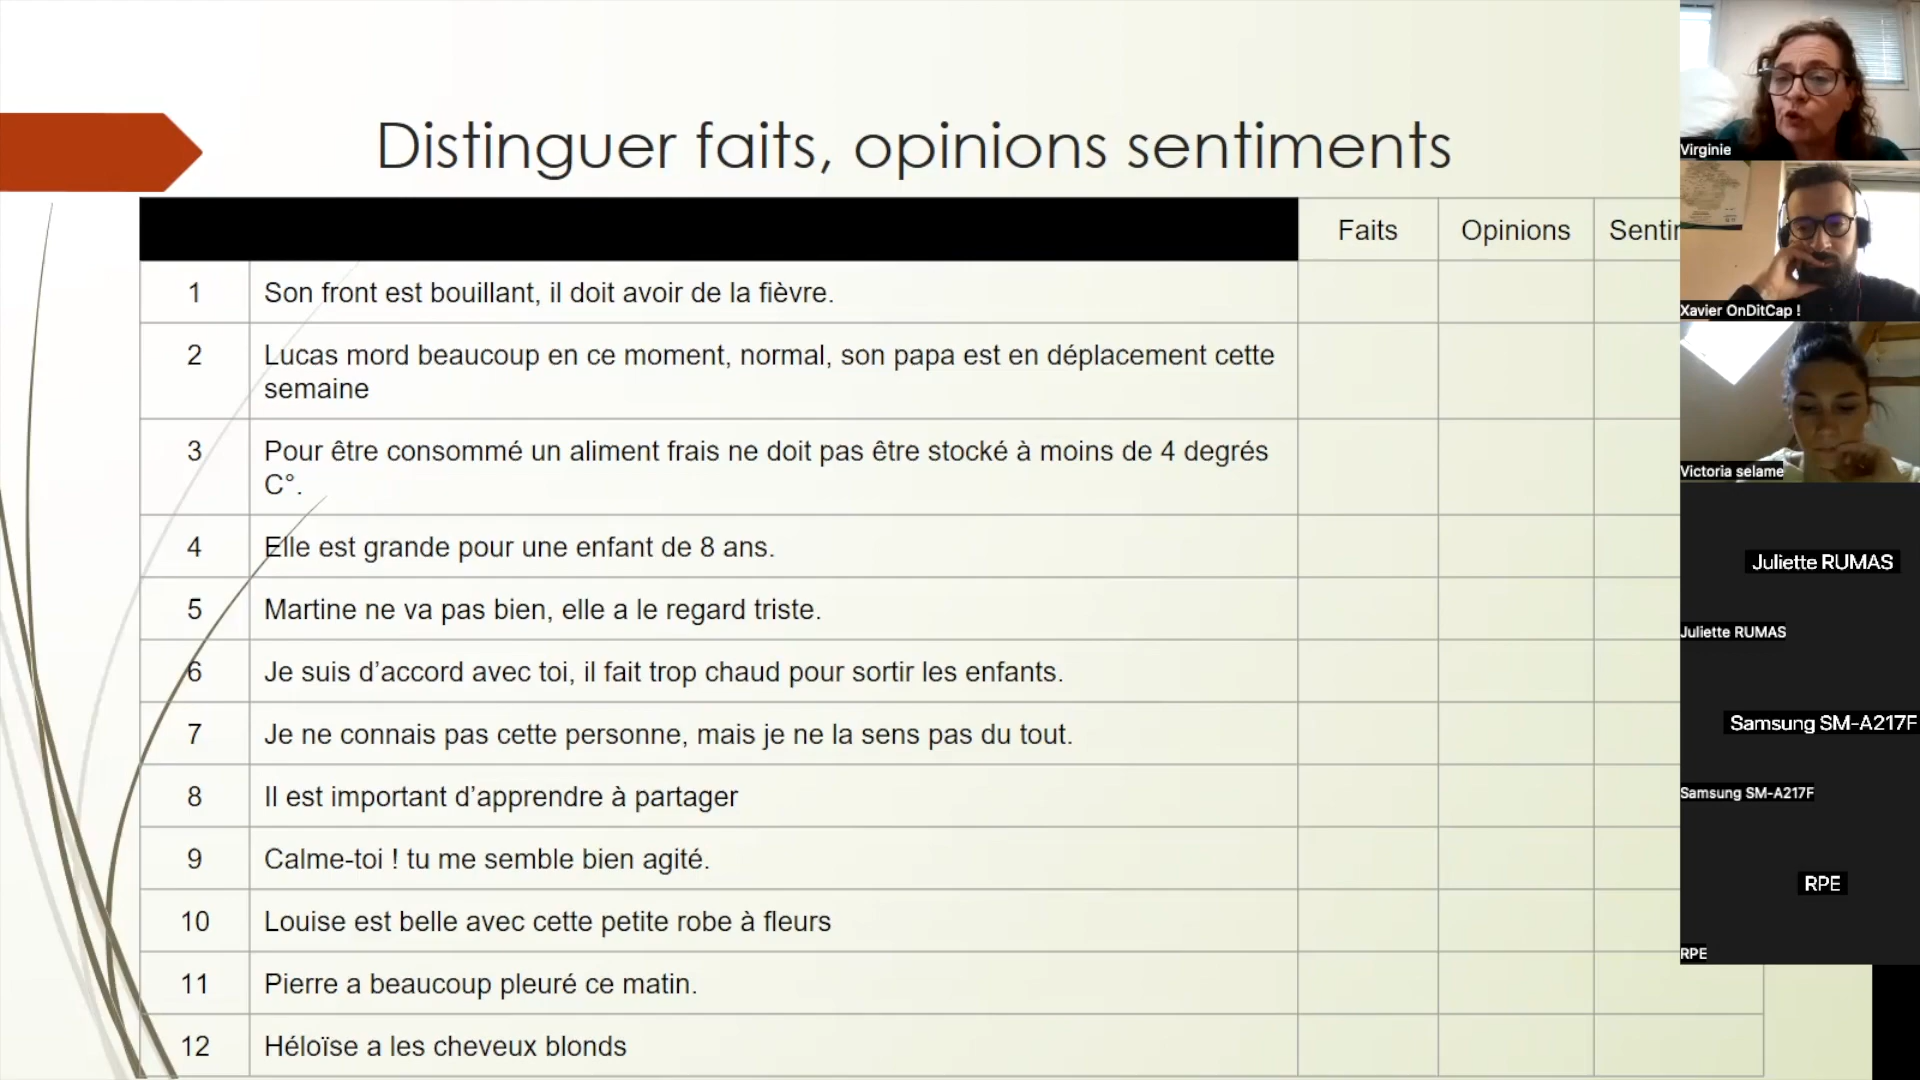 Distinguer faits, opinions sentiments
Faits Opinions Senti
1 Son front est bouillant, il doit avoir de la fièvre.
2 Lucas mord beaucoup en ce moment, normal, son papa est en déplacement cette
semaine
3 Pour être consommé un aliment frais ne doit pas être stocké à moins de 4 degrés
C°.
4 Elle est grande pour une enfant de 8 ans.
5 Martine ne va pas bien, elle a le regard triste.
6 Je suis d’accord avec toi, il fait trop chaud pour sortir les enfants.
7 Je ne connais pas cette personne, mais je ne la sens pas du tout.
8 Il est important d’apprendre à partager
9 Calme-toi ! tu me semble bien agité.
10 Louise est belle avec cette petite robe à fleurs
11 Pierre a beaucoup pleuré ce matin.
12 Héloïse a les cheveux blonds
Virginie
Xavier OnDitCap !
Victoria selame
Juliette RUMAS
Juliette RUMAS
Samsung SM-A217F
Samsung SM-A217F
RPE
RPE